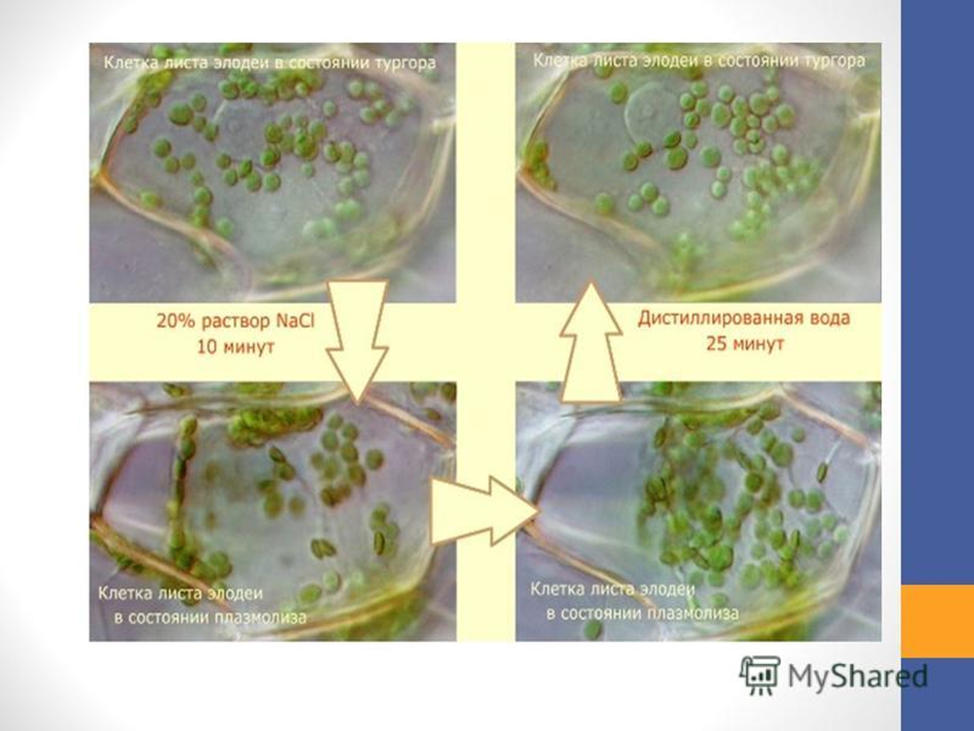 Клетка листа элодеи в состоянии тургора
Клетка листа элодеи в состоянии тургора
20% раствор NaCl
10 минут
Дистиллированная вода
25 минут
Клетка листа элодеи
в состоянии плазмолиза
Клетка листа элодеи
в состоянии плазмолиза
MyShared